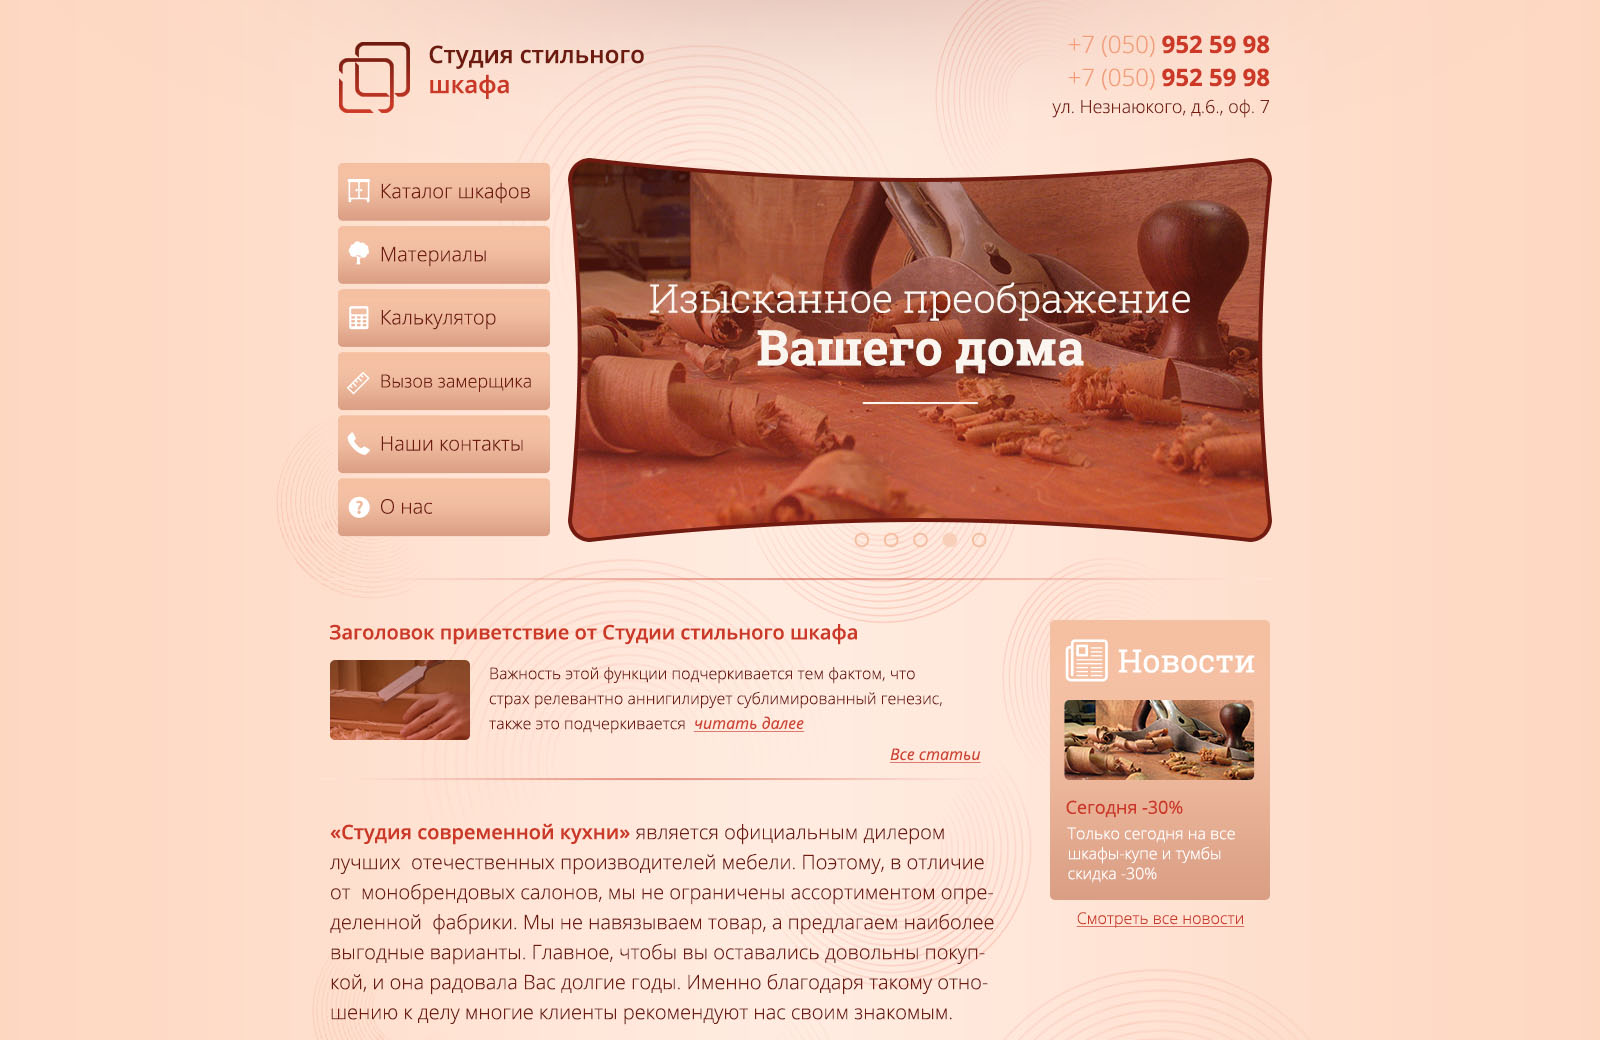 Студия стильного
шкафа
+7 (050) 952 59 98
+7 (050) 952 59 98
ул. Незнаюкого, д.6., оф. 7
Каталог шкафов
Материалы
Калькулятор
Вызов замерщика
Наши контакты
О нас
Изысканное преображение
Вашего дома
Заголовок приветствие от Студии стильного шкафа
Важность этой функции подчеркивается тем фактом, что
страх релевантно аннигилирует сублимированный генезис,
также это подчеркивается читать далее
Все статьи
«Студия современной кухни» является официальным дилером
лучших отечественных производителей мебели. Поэтому, в отличие
от монобрендовых салонов, мы не ограничены ассортиментом опре-
деленной фабрики. Мы не навязываем товар, а предлагаем наиболее
выгодные варианты. Главное, чтобы вы оставались довольны покуп-
кой, и она радовала Вас долгие годы. Именно благодаря такому отно-
шению к делу многие клиенты рекомендуют нас своим знакомым.
Новости
Сегодня -30%
Только сегодня на все
шкафы-купе и тумбы
скидка -30%
Смотреть все новости